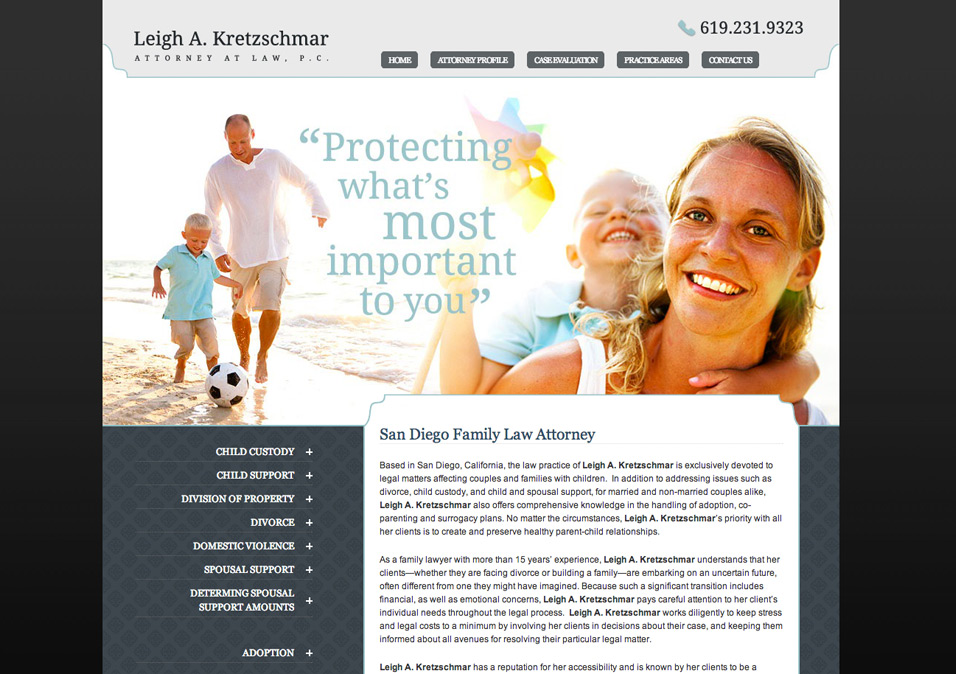 Leigh A. Kretzschmar
ATTORNEY AT LAW, P.C.
619.231.9323
HOME
ATTORNEY PROFILE
CASE EVALUATION
PRACTICE AREAS
CONTACT US
“Protecting
what’s
most
important
to you”
CHILD CUSTODY +
CHILD SUPPORT +
DIVISION OF PROPERTY +
DIVORCE +
DOMESTIC VIOLENCE +
SPOUSAL SUPPORT +
DETERMING SPOUSAL
SUPPORT AMOUNTS +
ADOPTION +
San Diego Family Law Attorney
Based in San Diego, California, the law practice of Leigh A. Kretzschmar is exclusively devoted to
legal matters affecting couples and families with children. In addition to addressing issues such as
divorce, child custody, and child and spousal support, for married and non-married couples alike,
Leigh A. Kretzschmar also offers comprehensive knowledge in the handling of adoption, co-
parenting and surrogacy plans. No matter the circumstances, Leigh A. Kretzschmar’s priority with all
her clients is to create and preserve healthy parent-child relationships.
As a family lawyer with more than 15 years’ experience, Leigh A. Kretzschmar understands that her
clients—whether they are facing divorce or building a family—are embarking on an uncertain future,
often different from one they might have imagined. Because such a significant transition includes
financial, as well as emotional concerns, Leigh A. Kretzschmar pays careful attention to her client’s
individual needs throughout the legal process. Leigh A. Kretzschmar works diligently to keep stress
and legal costs to a minimum by involving her clients in decisions about their case, and keeping them
informed about all avenues for resolving their particular legal matter.
Leigh A. Kretzschmar has a reputation for her accessibility and is known by her clients to be a